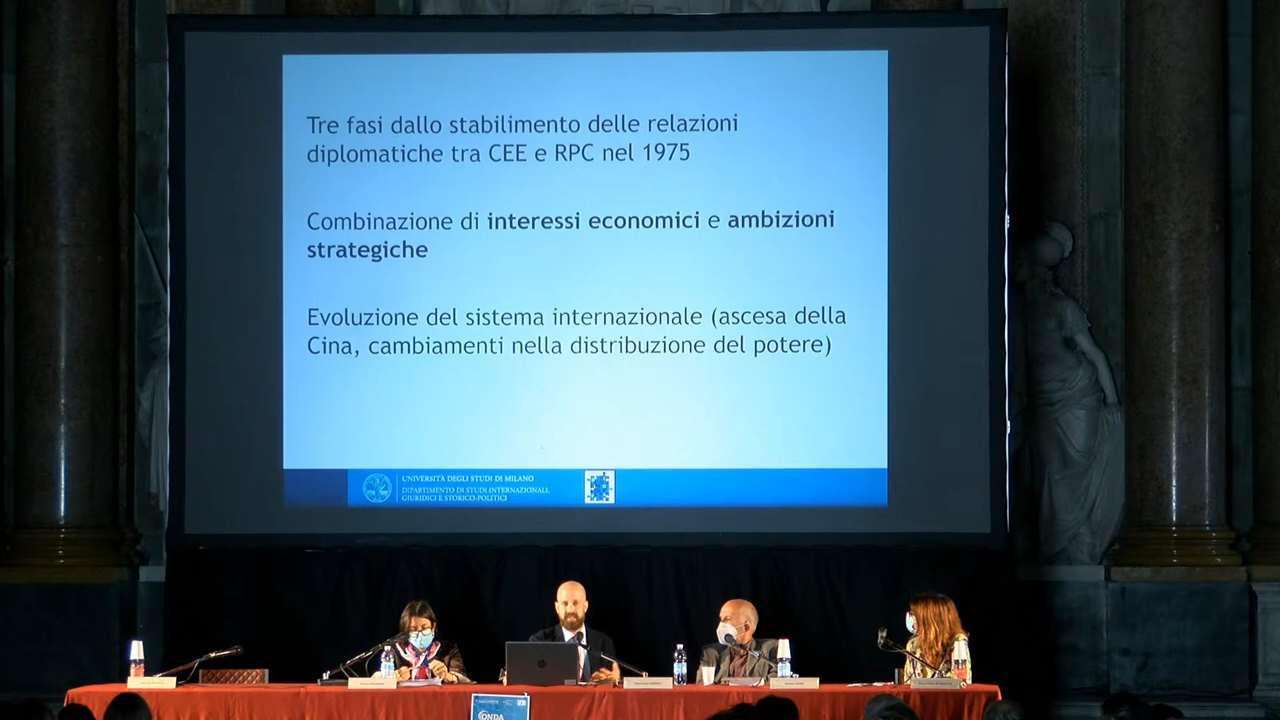 Tre fasi dallo stabilimento delle relazioni
diplomatiche tra CEE e RPC nel 1975
Combinazione di interessi economici e ambizioni
strategiche
Evoluzione del sistema internazionale (ascesa della
Cina, cambiamenti nella distribuzione del potere)
UNIVERSITÀ DEGLI STUDI DI MILANO
DIPARTIMENTO DI STUDI INTERNAZIONALI,
GIURIDICI E STORICO-POLITICI
ONDA